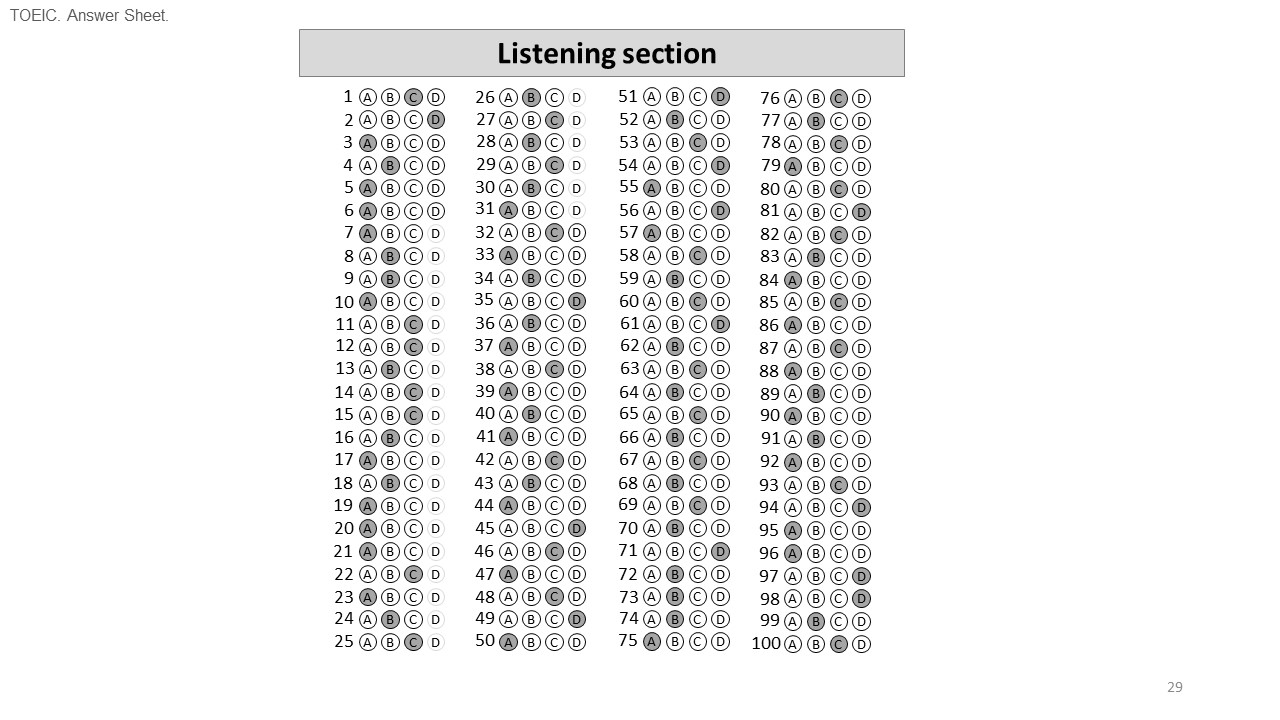 TOEIC. Answer Sheet.
Listening section
1 A B C D 26 A B C D 51 A B C D 76 A B C D
2 A B C D 27 A B C D 52 A B C D 77 A B C D
3 A B C D 28 A B C D 53 A B C D 78 A B C D
4 A B C D 29 A B C D 54 A B C D 79 A B C D
5 A B C D 30 A B C D 55 A B C D 80 A B C D
6 A B C D 31 A B C D 56 A B C D 81 A B C D
7 A B C D 32 A B C D 57 A B C D 82 A B C D
8 A B C D 33 A B C D 58 A B C D 83 A B C D
9 A B C D 34 A B C D 59 A B C D 84 A B C D
10 A B C D 35 A B C D 60 A B C D 85 A B C D
11 A B C D 36 A B C D 61 A B C D 86 A B C D
12 A B C D 37 A B C D 62 A B C D 87 A B C D
13 A B C D 38 A B C D 63 A B C D 88 A B C D
14 A B C D 39 A B C D 64 A B C D 89 A B C D
15 A B C D 40 A B C D 65 A B C D 90 A B C D
16 A B C D 41 A B C D 66 A B C D 91 A B C D
17 A B C D 42 A B C D 67 A B C D 92 A B C D
18 A B C D 43 A B C D 68 A B C D 93 A B C D
19 A B C D 44 A B C D 69 A B C D 94 A B C D
20 A B C D 45 A B C D 70 A B C D 95 A B C D
21 A B C D 46 A B C D 71 A B C D 96 A B C D
22 A B C D 47 A B C D 72 A B C D 97 A B C D
23 A B C D 48 A B C D 73 A B C D 98 A B C D
24 A B C D 49 A B C D 74 A B C D 99 A B C D
25 A B C D 50 A B C D 75 A B C D 100 A B C D
29